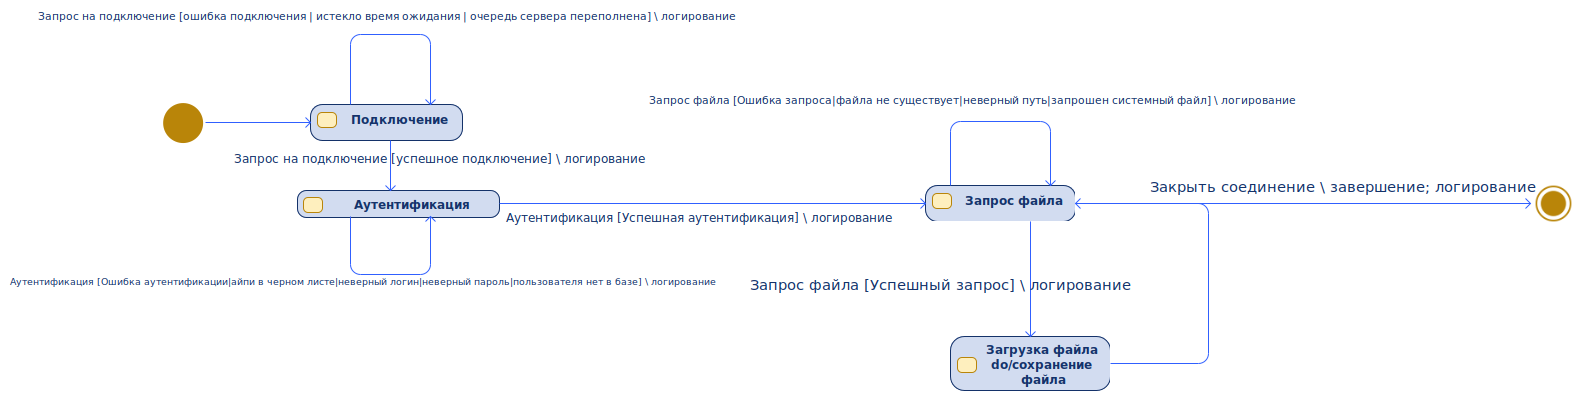 Запрос на подключение [ошибка подключения | истекло время ожидания | очередь сервера переполнена] \ логирование
Подключение
Запрос на подключение [успешное подключение] \ логирование
Аутентификация
Аутентификация [Ошибка аутентификации|айпи в черном листе|неверный логин|неверный пароль|пользователя нет в базе] \ логирование
Аутентификация [Успешная аутентификация] \ логирование
Запрос файла [Ошибка запроса|файла не существует|неверный путь|запрошен системный файл] \ логирование
Запрос файла
Закрыть соединение \ завершение; логирование
Запрос файла [Успешный запрос] \ логирование
Загрузка файла
do/сохранение
файла